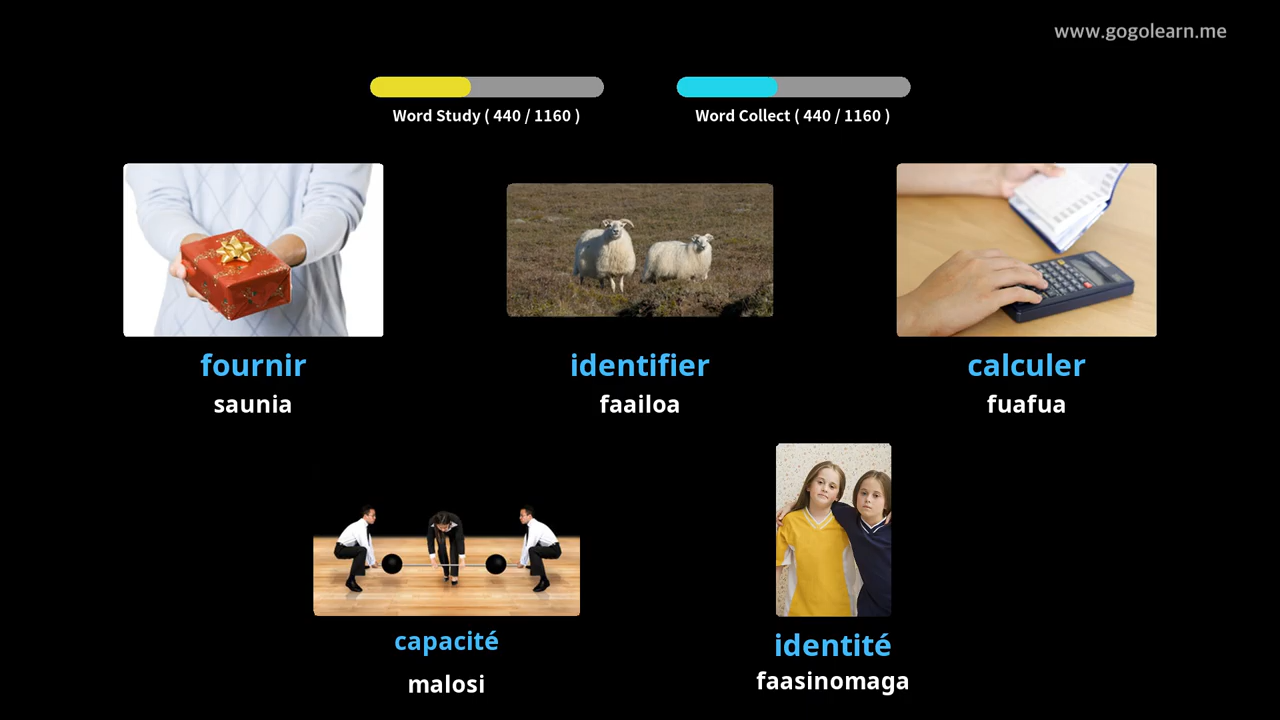 www.gogolearn.me
Word Study ( 440 / 1160 )
Word Collect ( 440 / 1160 )
fournir
saunia
identifier
faailoa
calculer
fuafua
capacité
malosi
identité
faasinomaga